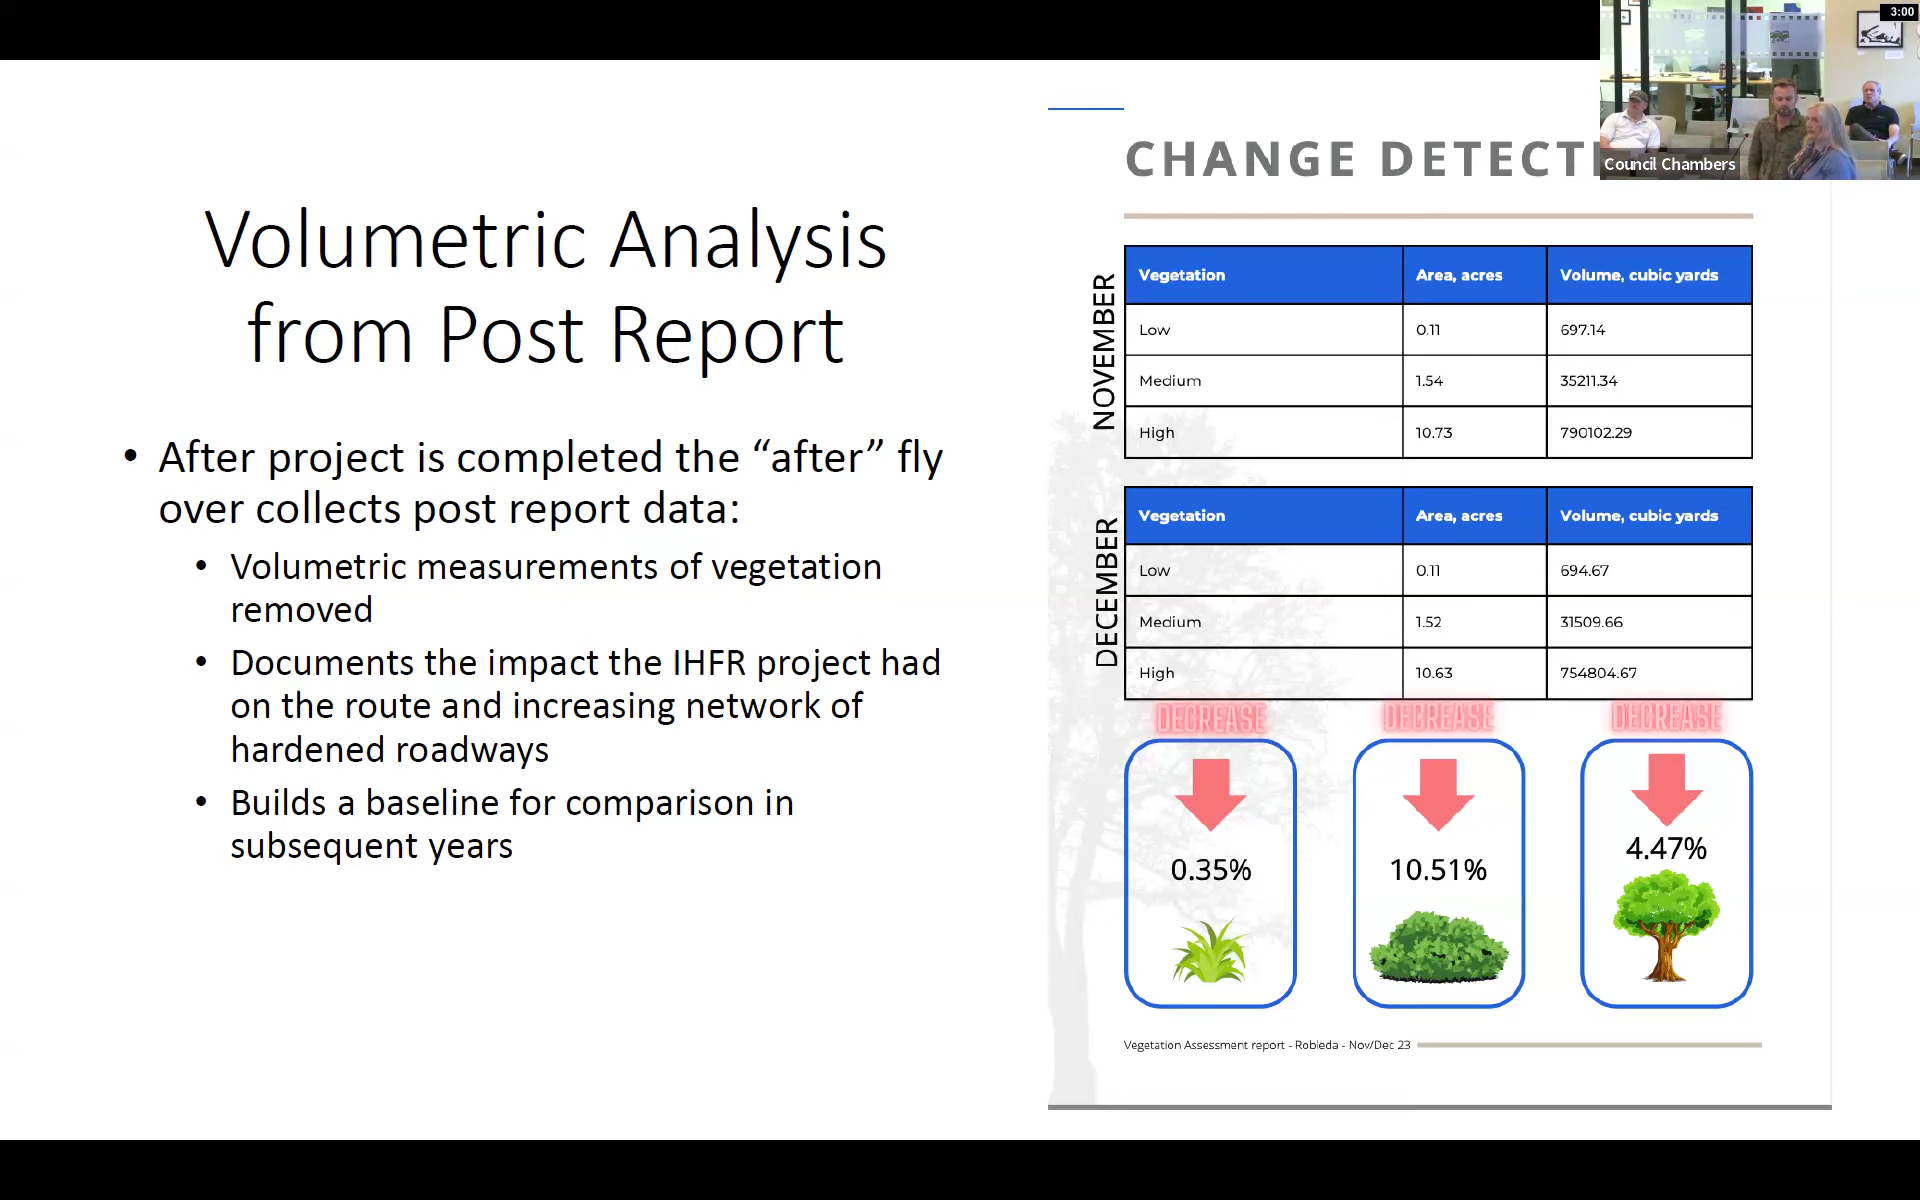 3:00
Council Chambers
Volumetric Analysis
from Post Report
• After project is completed the “after” fly
over collects post report data:
• Volumetric measurements of vegetation
removed
• Documents the impact the IHFR project had
on the route and increasing network of
hardened roadways
• Builds a baseline for comparison in
subsequent years
CHANGE DETECTI
NOVEMBER
Vegetation Area, acres Volume, cubic yards
Low 0.11 697.14
Medium 1.54 35211.34
High 10.73 790102.29
DECEMBER
Vegetation Area, acres Volume, cubic yards
Low 0.11 694.67
Medium 1.52 31509.66
High 10.63 754804.67
DECREASE DECREASE DECREASE
0.35% 10.51% 4.47%
Vegetation Assessment report - Robleda - Nov/Dec 23